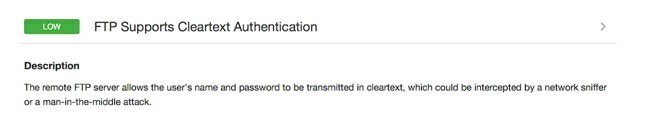 LOW FTP Supports Cleartext Authentication
Description
The remote FTP server allows the user's name and password to be transmitted in cleartext, which could be intercepted by a network sniffer
or a man-in-the-middle attack.